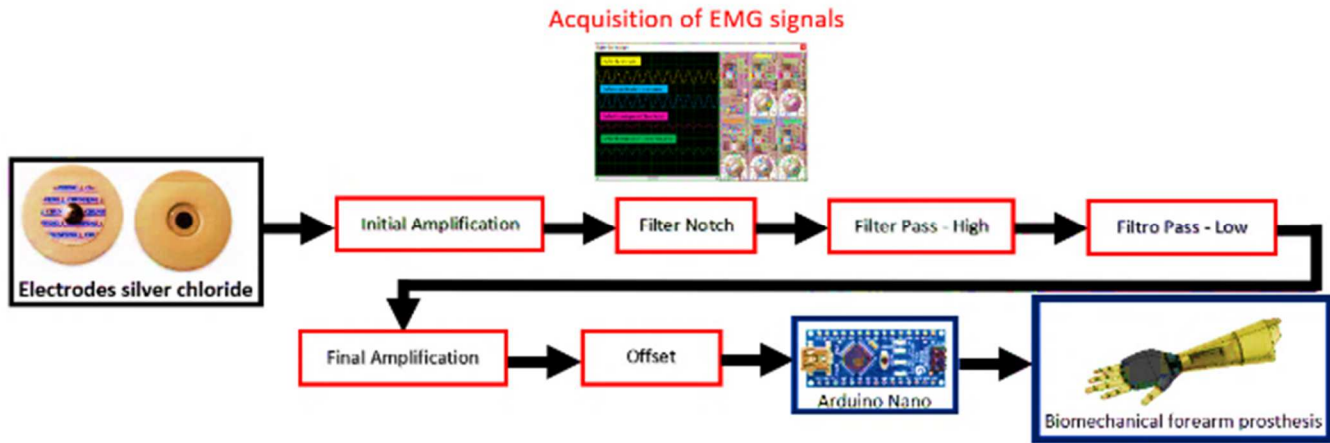 Acquisition of EMG signals
Initial Amplification
Filter Notch
Filter Pass - High
Filtro Pass - Low
Electrodes silver chloride
Final Amplification
Offset
Arduino Nano
Biomechanical forearm prosthesis